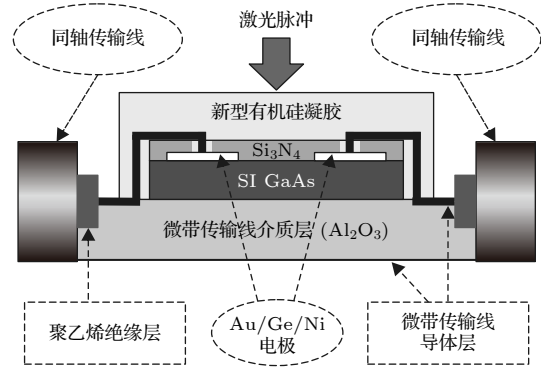 激光脉冲
同轴传输线
同轴传输线
新型有机硅凝胶
Si₃N₄
SI GaAs
微带传输线介质层 (Al₂O₃)
聚乙烯绝缘层
Au/Ge/Ni
电极
微带传输线
导体层